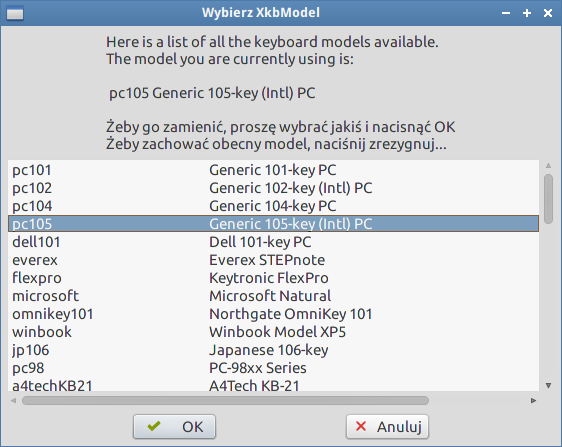 Wybierz XkbModel
Here is a list of all the keyboard models available.
The model you are currently using is:
pc105 Generic 105-key (Intl) PC
Żeby go zamienić, proszę wybrać jakiś i nacisnąć OK
Żeby zachować obecny model, naciśnij zrezygnuj...
pc101 Generic 101-key PC
pc102 Generic 102-key (Intl) PC
pc104 Generic 104-key PC
pc105 Generic 105-key (Intl) PC
dell101 Dell 101-key PC
everex Everex STEPnote
flexpro Keytronic FlexPro
microsoft Microsoft Natural
omnikey101 Northgate OmniKey 101
winbook Winbook Model XP5
jp106 Japanese 106-key
pc98 PC-98xx Series
a4techKB21 A4Tech KB-21
OK Anuluj